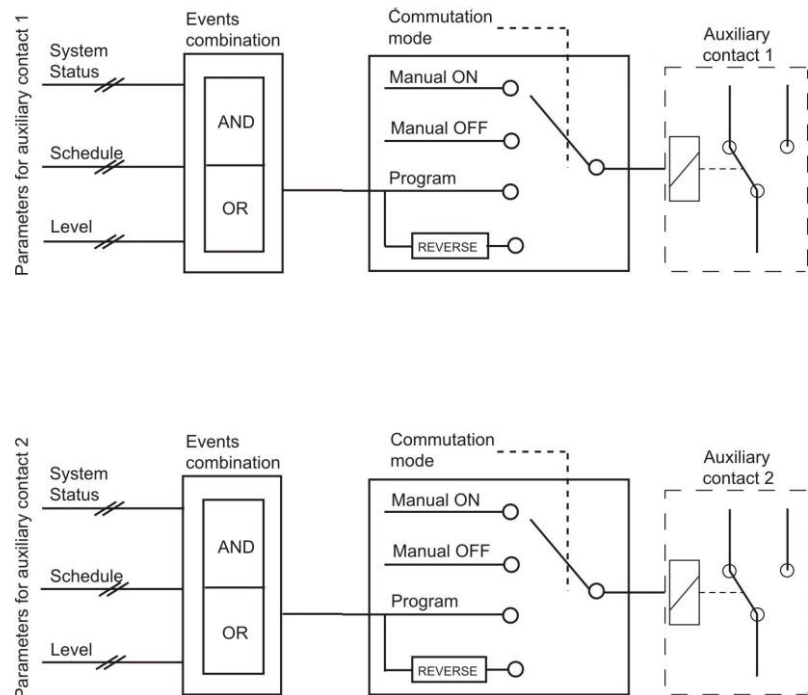 Parameters for auxiliary contact 1
System
Status
Schedule
Level
Events
combination
AND
OR
Commutation
mode
Manual ON
Manual OFF
Program
REVERSE
Auxiliary
contact 1
Parameters for auxiliary contact 2
System
Status
Schedule
Level
Events
combination
AND
OR
Commutation
mode
Manual ON
Manual OFF
Program
REVERSE
Auxiliary
contact 2